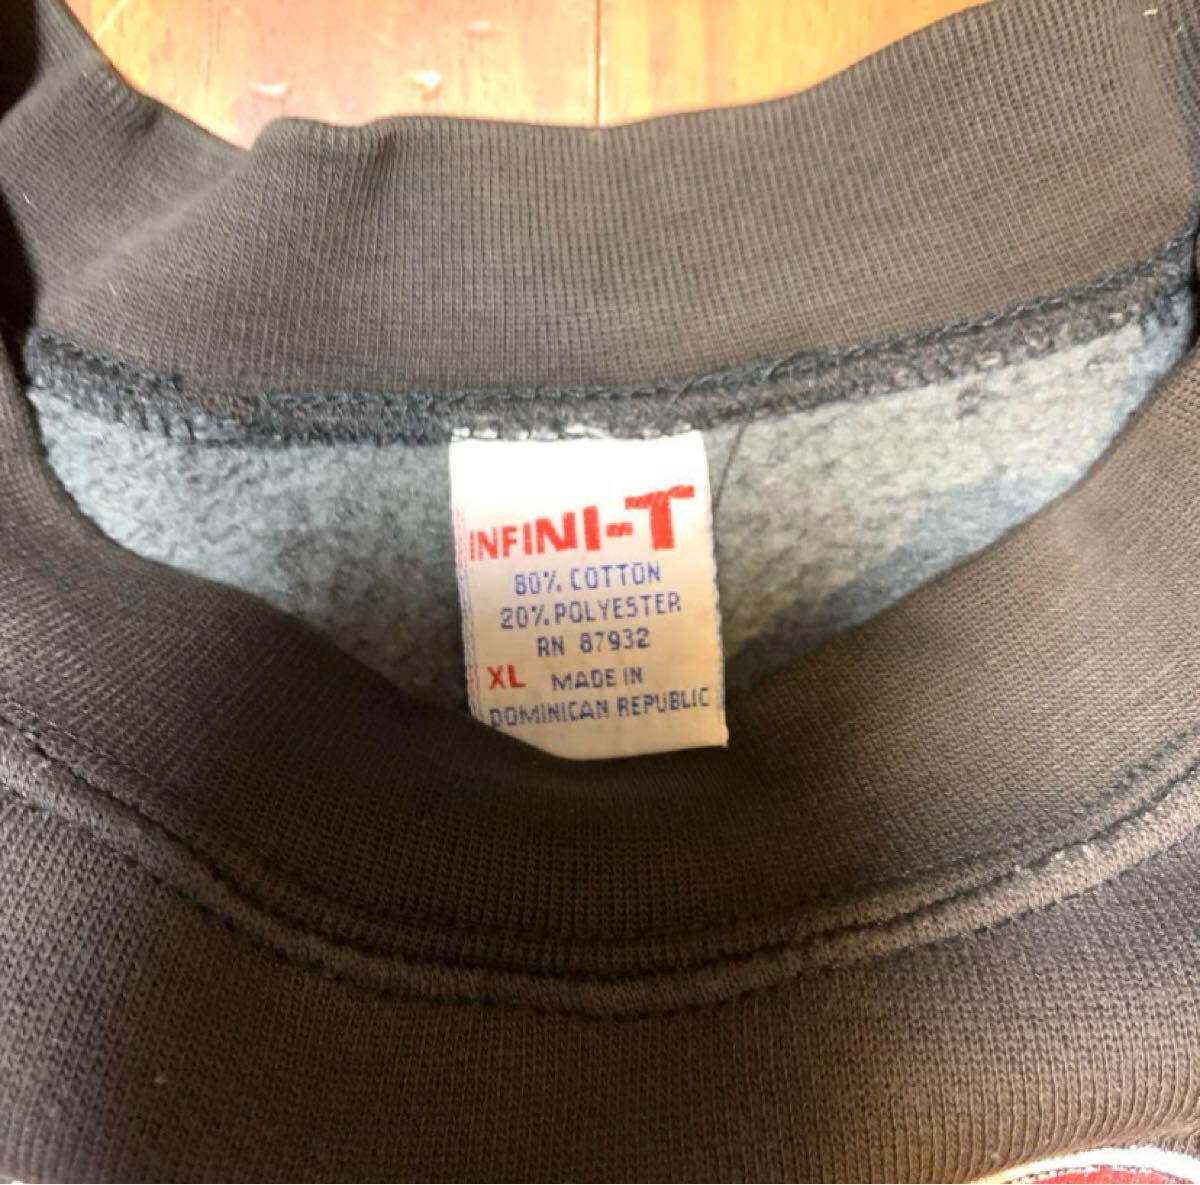 INFINI-T
80% COTTON
20% POLYESTER
RN 87932
XL MADE IN
DOMINICAN REPUBLIC